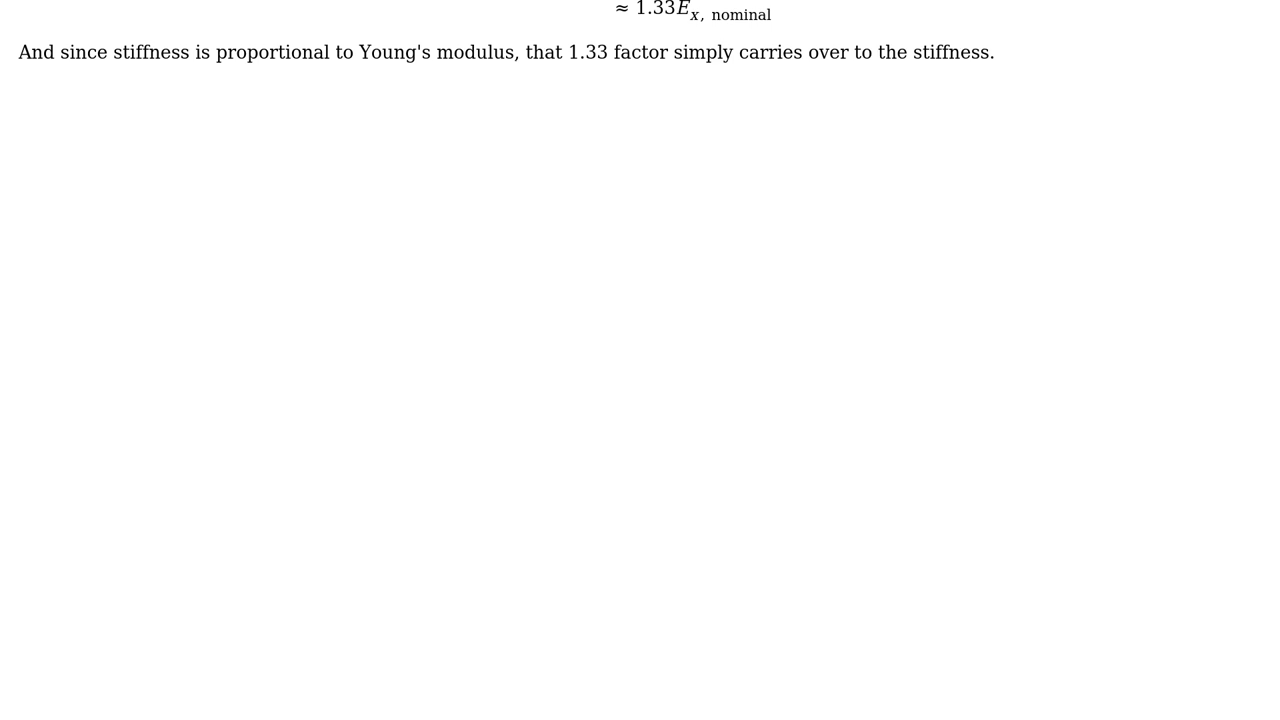 ≈ 1.33E_{x, nominal}
And since stiffness is proportional to Young's modulus, that 1.33 factor simply carries over to the stiffness.